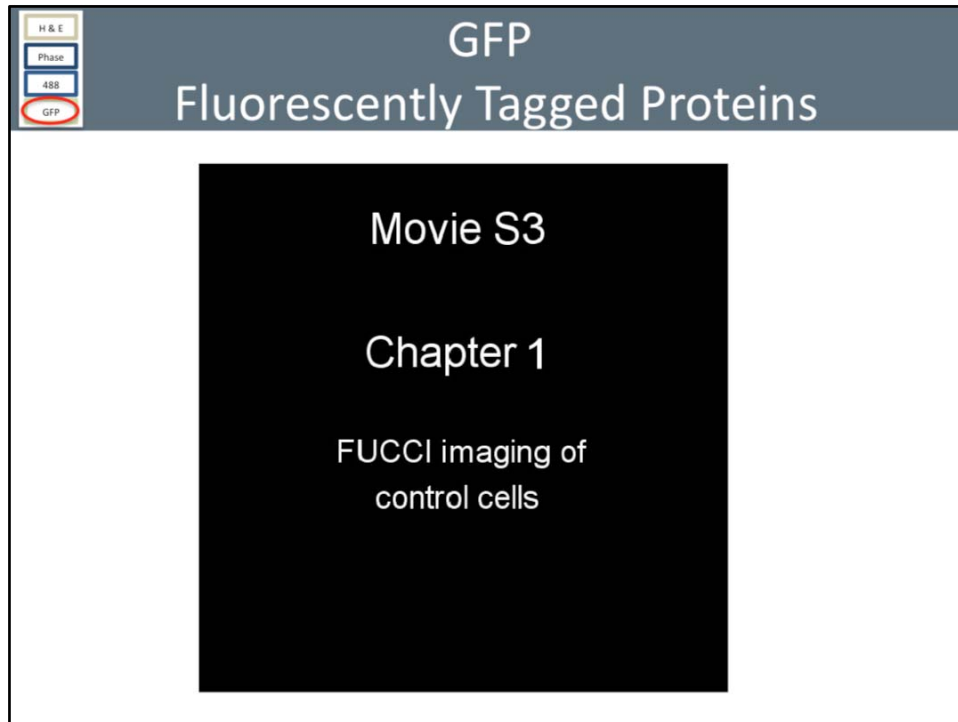 H & E
Phase
488
GFP
GFP
Fluorescently Tagged Proteins
Movie S3
Chapter 1
FUCCI imaging of
control cells